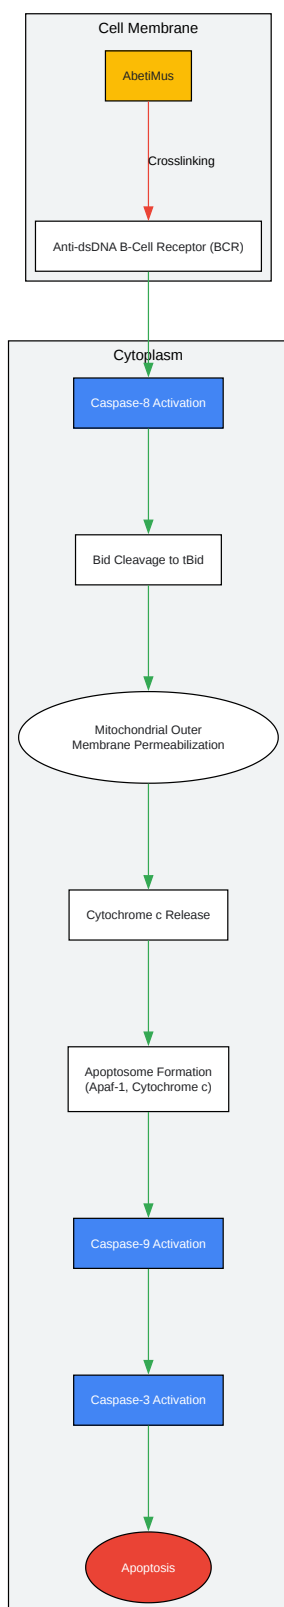 Cell Membrane
AbetiMus
Crosslinking
Anti-dsDNA B-Cell Receptor (BCR)
Cytoplasm
Caspase-8 Activation
Bid Cleavage to tBid
Mitochondrial Outer
Membrane Permeabilization
Cytochrome c Release
Apoptosome Formation
(Apaf-1, Cytochrome c)
Caspase-9 Activation
Caspase-3 Activation
Apoptosis